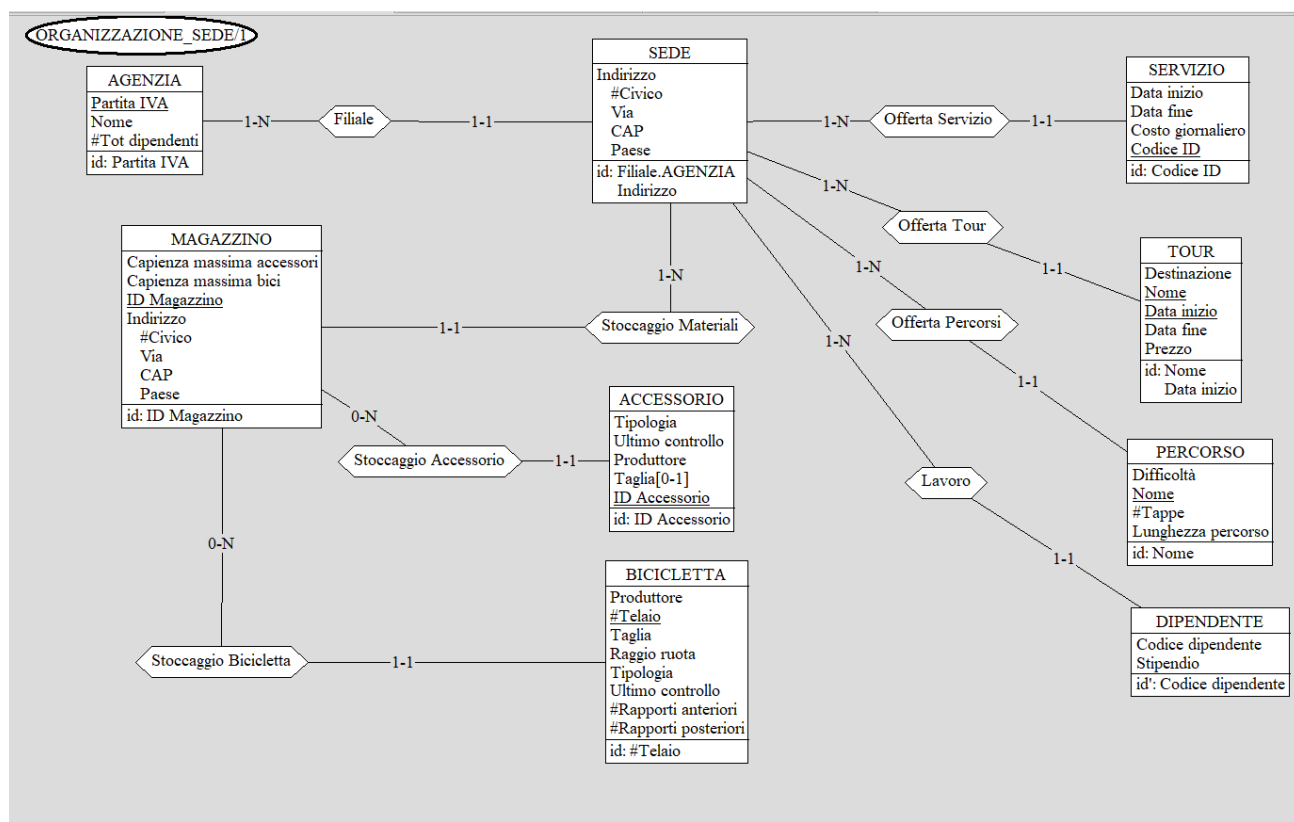 ORGANIZZAZIONE_SEDE/1
AGENZIA
Partita IVA
Nome
#Tot dipendenti
id: Partita IVA
1-N
Filiale
1-1
SEDE
Indirizzo
#Civico
Via
CAP
Paese
id: Filiale.AGENZIA
Indirizzo
1-N
Offerta Servizio
1-1
SERVIZIO
Data inizio
Data fine
Costo giornaliero
Codice ID
id: Codice ID
1-N
Offerta Tour
1-1
TOUR
Destinazione
Nome
Data inizio
Data fine
Prezzo
id: Nome
Data inizio
MAGAZZINO
Capienza massima accessori
Capienza massima bici
ID Magazzino
Indirizzo
#Civico
Via
CAP
Paese
id: ID Magazzino
1-1
Stoccaggio Materiali
1-N
1-N
Offerta Percorsi
1-1
PERCORSO
Difficoltà
Nome
#Tappe
Lunghezza percorso
id: Nome
0-N
Stoccaggio Accessorio
1-1
ACCESSORIO
Tipologia
Ultimo controllo
Produttore
Taglia[0-1]
ID Accessorio
id: ID Accessorio
1-N
Lavoro
1-1
DIPENDENTE
Codice dipendente
Stipendio
id': Codice dipendente
0-N
Stoccaggio Bicicletta
1-1
BICICLETTA
Produttore
#Telaio
Taglia
Raggio ruota
Tipologia
Ultimo controllo
#Rapporti anteriori
#Rapporti posteriori
id: #Telaio